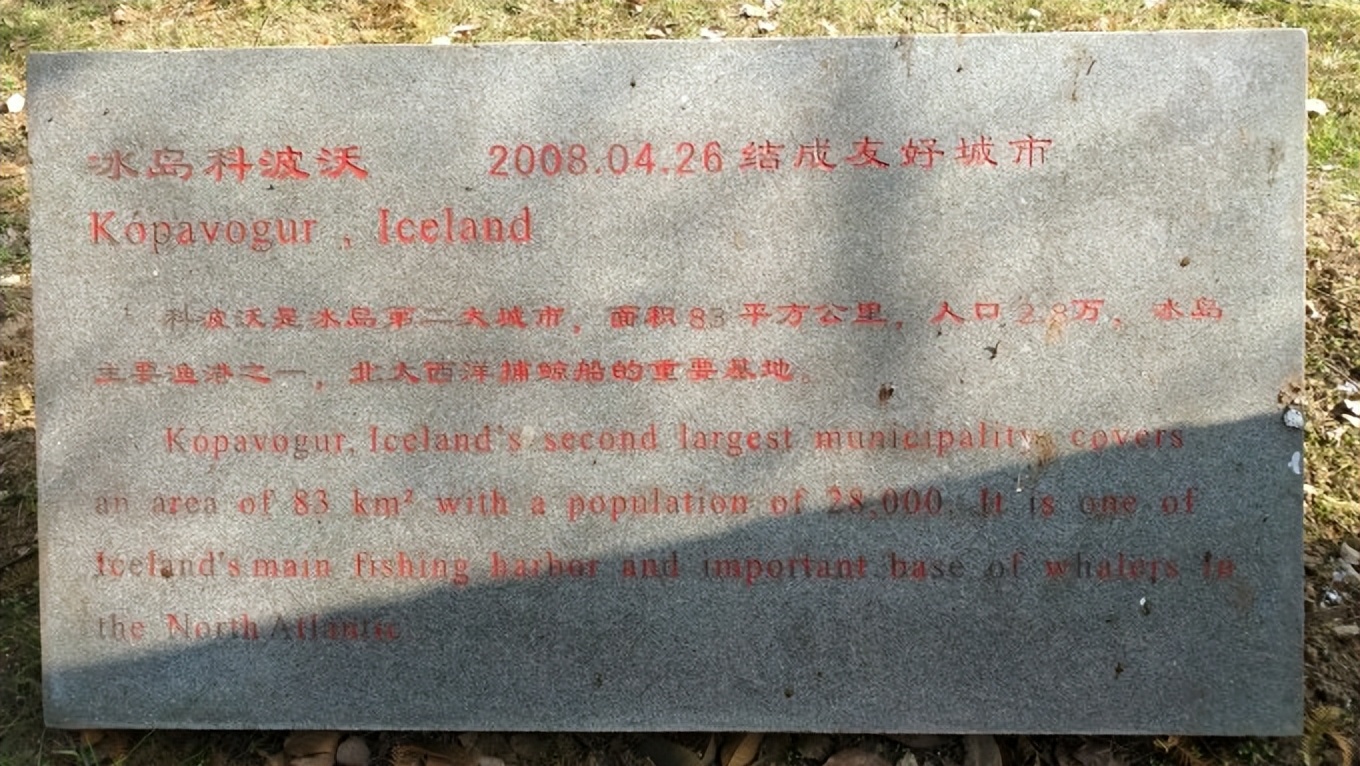 冰岛科波沃 2008.04.26 结成友好城市
Kópavogur , Iceland
科波沃是冰岛第二大城市，面积83平方公里，人口2.8万，冰岛
主要渔港之一，北大西洋捕鲸船的重要基地。
Kópavogur, Iceland's second largest municipality, covers
an area of 83 km² with a population of 28,000. It is one of
Iceland's main fishing harbor and important base of whalers in
the North Atlantic.